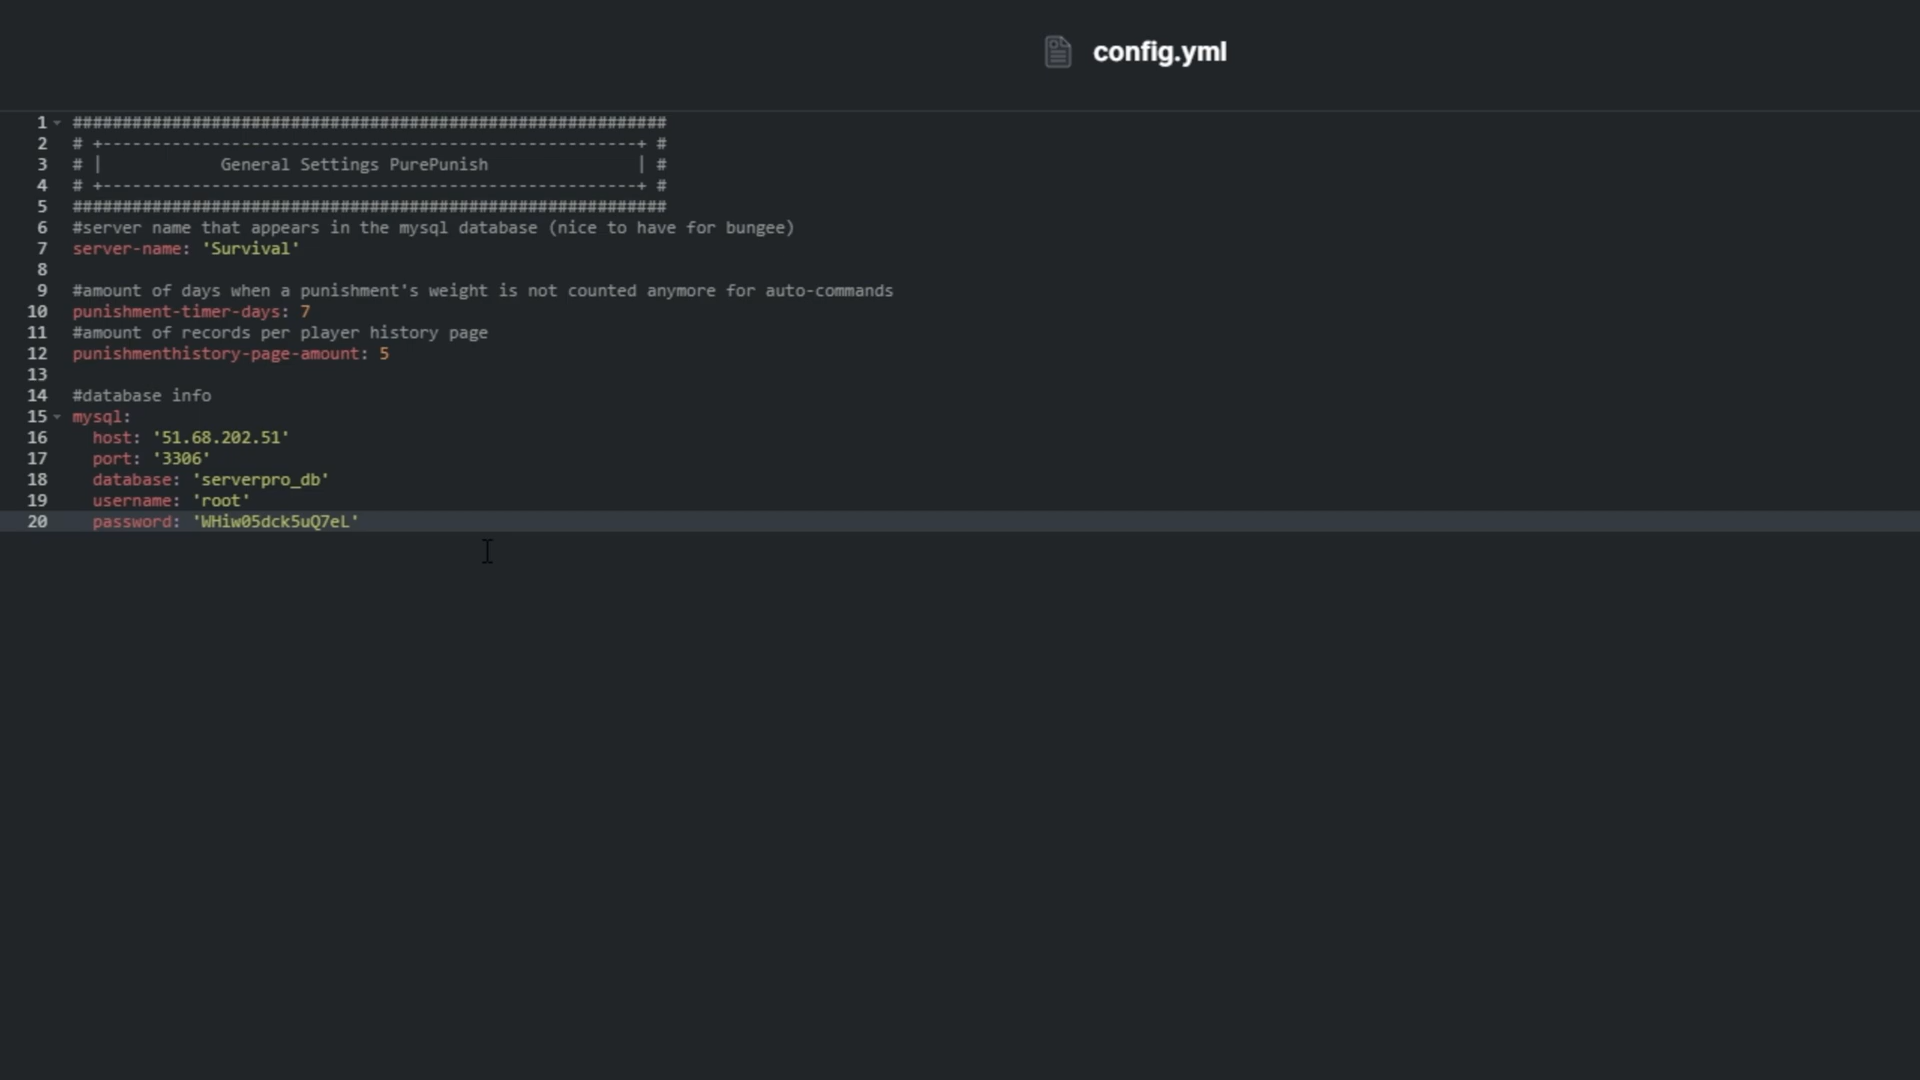 config.yml
1 ############################################################
2 # +------------------------------------------------------+ #
3 # |            General Settings PurePunish               | #
4 # +------------------------------------------------------+ #
5 ############################################################
6 #server name that appears in the mysql database (nice to have for bungee)
7 server-name: 'Survival'
8
9 #amount of days when a punishment's weight is not counted anymore for auto-commands
10 punishment-timer-days: 7
11 #amount of records per player history page
12 punishmenthistory-page-amount: 5
13
14 #database info
15 mysql:
16   host: '51.68.202.51'
17   port: '3306'
18   database: 'serverpro_db'
19   username: 'root'
20   password: 'WHiw05dck5uQ7eL'